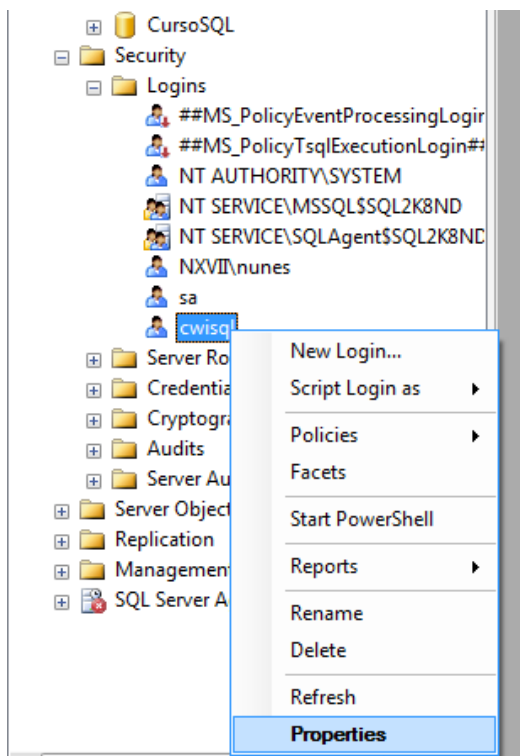 CursoSQL
Security
Logins
##MS_PolicyEventProcessingLogin
##MS_PolicyTsqlExecutionLogin##
NT AUTHORITY\SYSTEM
NT SERVICE\MSSQL$SQL2K8ND
NT SERVICE\SQLAgent$SQL2K8ND
NXVII\nunes
sa
cwisql
Server Ro
Credentia
Cryptogra
Audits
Server Au
Server Object
Replication
Management
SQL Server A
New Login...
Script Login as
Policies
Facets
Start PowerShell
Reports
Rename
Delete
Refresh
Properties